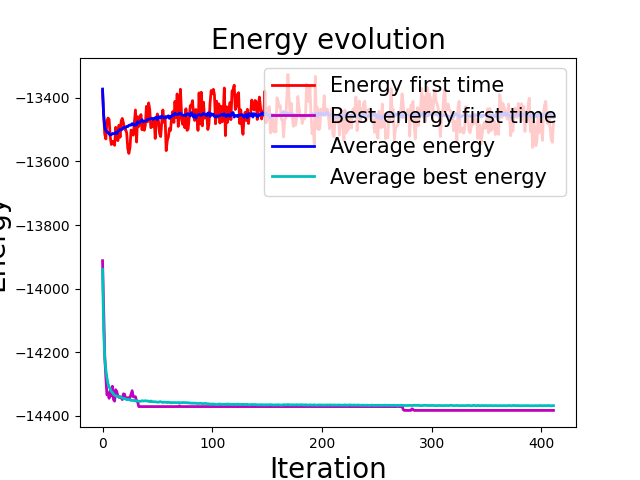 Energy evolution
Energy first time
Best energy first time
Average energy
Average best energy
−13400
−13600
−13800
−14000
−14200
−14400
Energy
0 100 200 300 400
Iteration